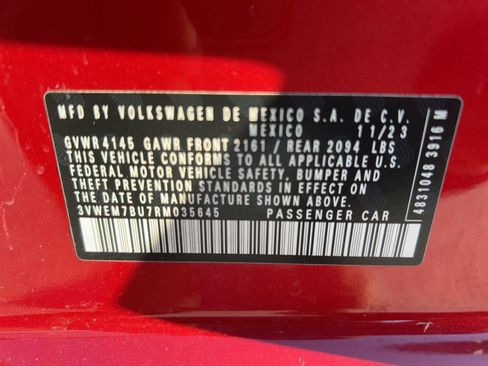 MFD BY VOLKSWAGEN DE MEXICO S.A. DE C.V.
MEXICO 11/23
GVWR 4145 GAWR FRONT 2161 / REAR 2094 LBS
THIS VEHICLE CONFORMS TO ALL APPLICABLE
FEDERAL MOTOR VEHICLE SAFETY, BUMPER AND
THEFT PREVENTION STANDARDS IN EFFECT ON
THE DATE OF MANUFACTURE SHOWN ABOVE.
3VWEM7BU7RM035645 PASSENGER CAR
4831048 3916 M